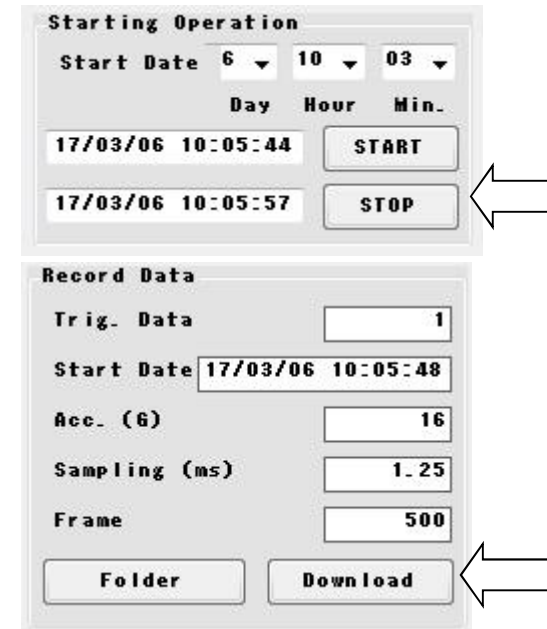 Starting Operation
Start Date 6 10 03
Day Hour Min.
17/03/06 10:05:44 START
17/03/06 10:05:57 STOP
Record Data
Trig. Data 1
Start Date 17/03/06 10:05:48
Acc. (G) 16
Sampling (ms) 1.25
Frame 500
Folder Download